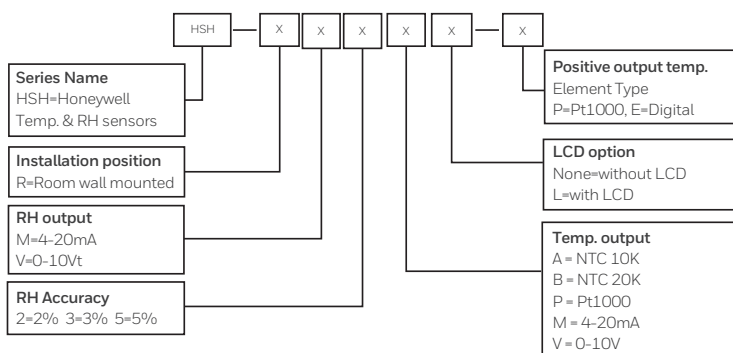 HSH — X X X X X — X
Series Name
HSH=Honeywell
Temp. & RH sensors
Installation position
R=Room wall mounted
RH output
M=4-20mA
V=0-10Vt
RH Accuracy
2=2% 3=3% 5=5%
Positive output temp.
Element Type
P=Pt1000, E=Digital
LCD option
None=without LCD
L=with LCD
Temp. output
A = NTC 10K
B = NTC 20K
P = Pt1000
M = 4-20mA
V = 0-10V